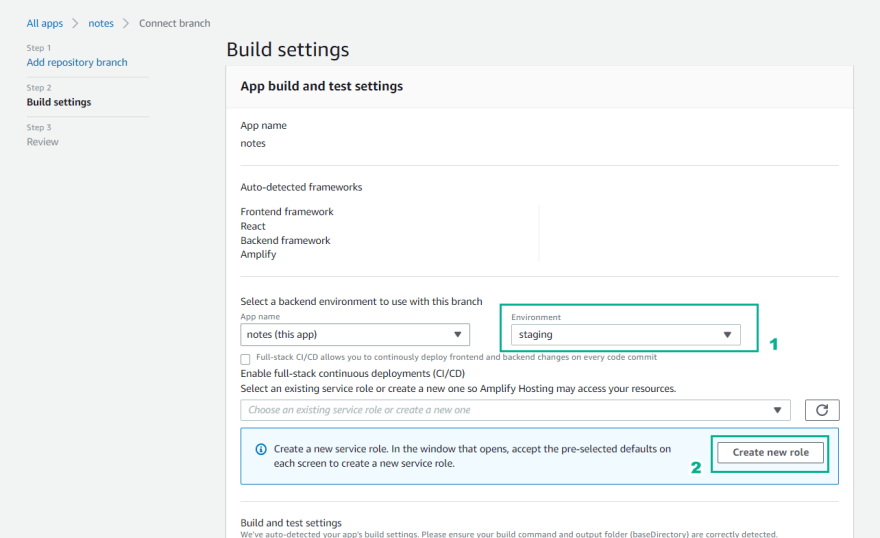 All apps > notes > Connect branch
Step 1
Add repository branch
Step 2
Build settings
Step 3
Review
Build settings
App build and test settings
App name
notes
Auto-detected frameworks
Frontend framework
React
Backend framework
Amplify
Select a backend environment to use with this branch
App name
notes (this app)
Environment
staging
1
Full-stack CI/CD allows you to continously deploy frontend and backend changes on every code commit
Enable full-stack continuous deployments (CI/CD)
Select an existing service role or create a new one so Amplify Hosting may access your resources.
Choose an existing service role or create a new one
Create a new service role. In the window that opens, accept the pre-selected defaults on
each screen to create a new service role.
Create new role
2
Build and test settings
We've auto-detected your app's build settings. Please ensure your build command and output folder (baseDirectory) are correctly detected.